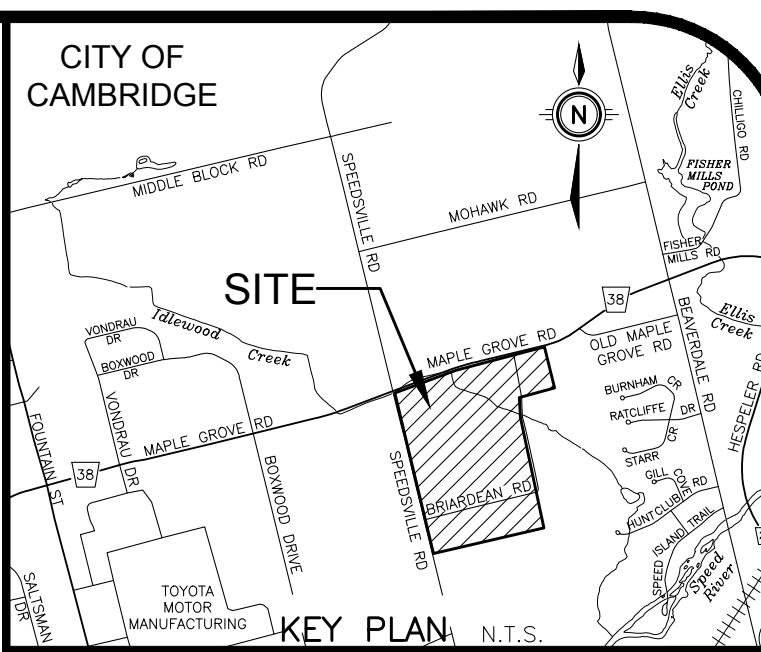 CITY OF
CAMBRIDGE
N
Ellis
Creek
CHILLIGO RD
MIDDLE BLOCK RD
SPEEDSVILLE RD
FISHER
MILLS
POND
MOHAWK RD
FISHER
MILLS RD
SITE
38
Idlewood
Creek
VONDRAU
DR
BOXWOOD
DR
MAPLE GROVE RD
OLD MAPLE
GROVE RD
BEAVERDALE RD
Ellis
Creek
HESPELER RD
FOUNTAIN ST
VONDRAU DR
MAPLE GROVE RD
38
BOXWOOD DRIVE
SPEEDSVILLE RD
BURNHAM CR
RATCLIFFE DR
STARR CR
GILL COVE
HUNT CLUB RD
BRIARDEAN RD
SPEED ISLAND TRAIL
Speed
River
SALTSMAN
DR
TOYOTA
MOTOR
MANUFACTURING
KEY PLAN
N.T.S.